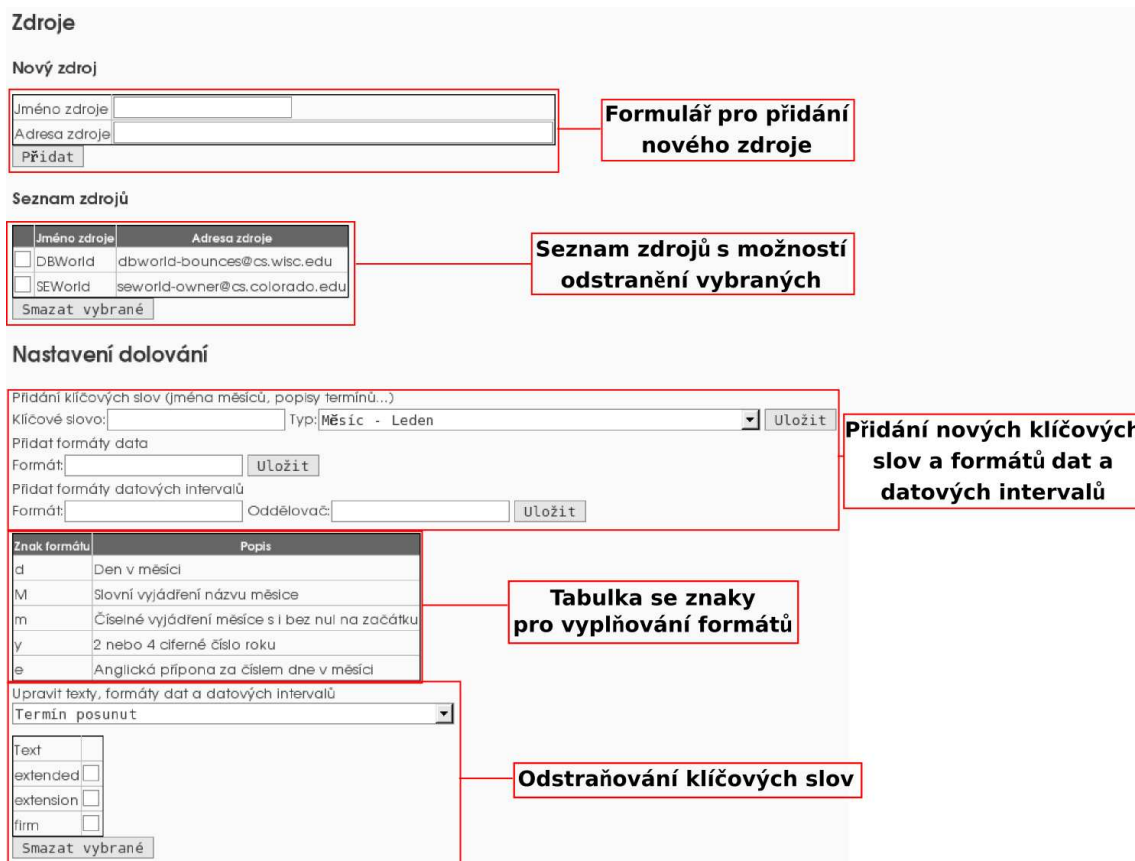 Zdroje
Nový zdroj
Jméno zdroje
Adresa zdroje
Přidat
Formulář pro přidání
nového zdroje
Seznam zdrojů
Jméno zdroje Adresa zdroje
DBWorld dbworld-bounces@cs.wisc.edu
SEWorld seworld-owner@cs.colorado.edu
Smazat vybrané
Seznam zdrojů s možností
odstranění vybraných
Nastavení dolování
Přidání klíčových slov (jména měsíců, popisy termínů...)
Klíčové slovo: Typ: Měsíc - Leden Uložit
Přidat formáty data
Formát: Uložit
Přidat formáty datových intervalů
Formát: Oddělovač: Uložit
Přidání nových klíčových
slov a formátů dat a
datových intervalů
Znak formátu Popis
d Den v měsíci
M Slovní vyjádření názvu měsice
m Číselné vyjádření měsíce s i bez nul na začátku
y 2 nebo 4 ciferné číslo roku
e Anglická přípona za číslem dne v měsíci
Tabulka se znaky
pro vyplňování formátů
Upravit texty, formáty dat a datových intervalů
Termín posunut
Text
extended
extension
firm
Smazat vybrané
Odstraňování klíčových slov